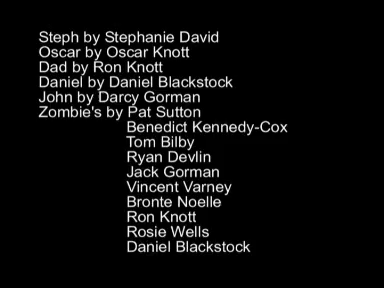 Steph by Stephanie David
Oscar by Oscar Knott
Dad by Ron Knott
Daniel by Daniel Blackstock
John by Darcy Gorman
Zombie's by Pat Sutton
Benedict Kennedy-Cox
Tom Bilby
Ryan Devlin
Jack Gorman
Vincent Varney
Bronte Noelle
Ron Knott
Rosie Wells
Daniel Blackstock